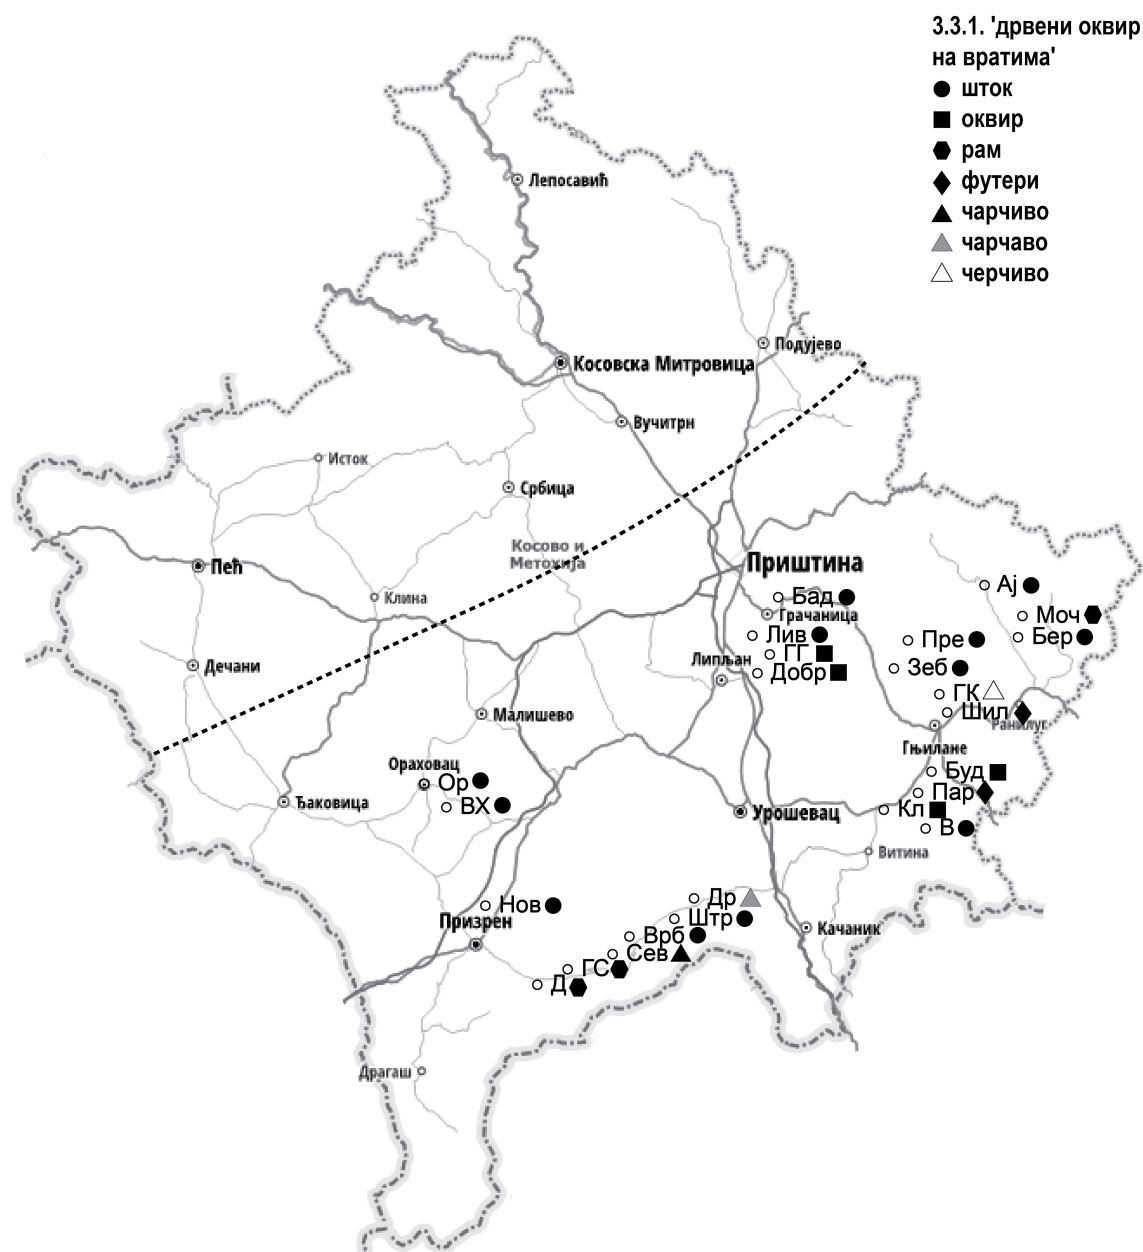 3.3.1. 'дрвени оквир
на вратима'
шток
оквир
рам
футери
чарчиво
чарчаво
черчиво
Лепосавић
Подујево
Косовска Митровица
Вучитрн
Исток
Србица
Косово и
Метохија
Приштина
Пећ
Клина
Бад
Ај
Грачаница
Моч
Лив
Пре
Бер
ГГ
Липљан
Зеб
Дечани
Добр
ГК
Шил
Ранилуг
Малишево
Гњилане
Ораховац
Буд
Ор
Пар
Ђаковица
ВХ
Кл
Урошевац
В
Витина
Др
Нов
Штр
Призрен
Качаник
Врб
Сев
ГС
Д
Драгаш